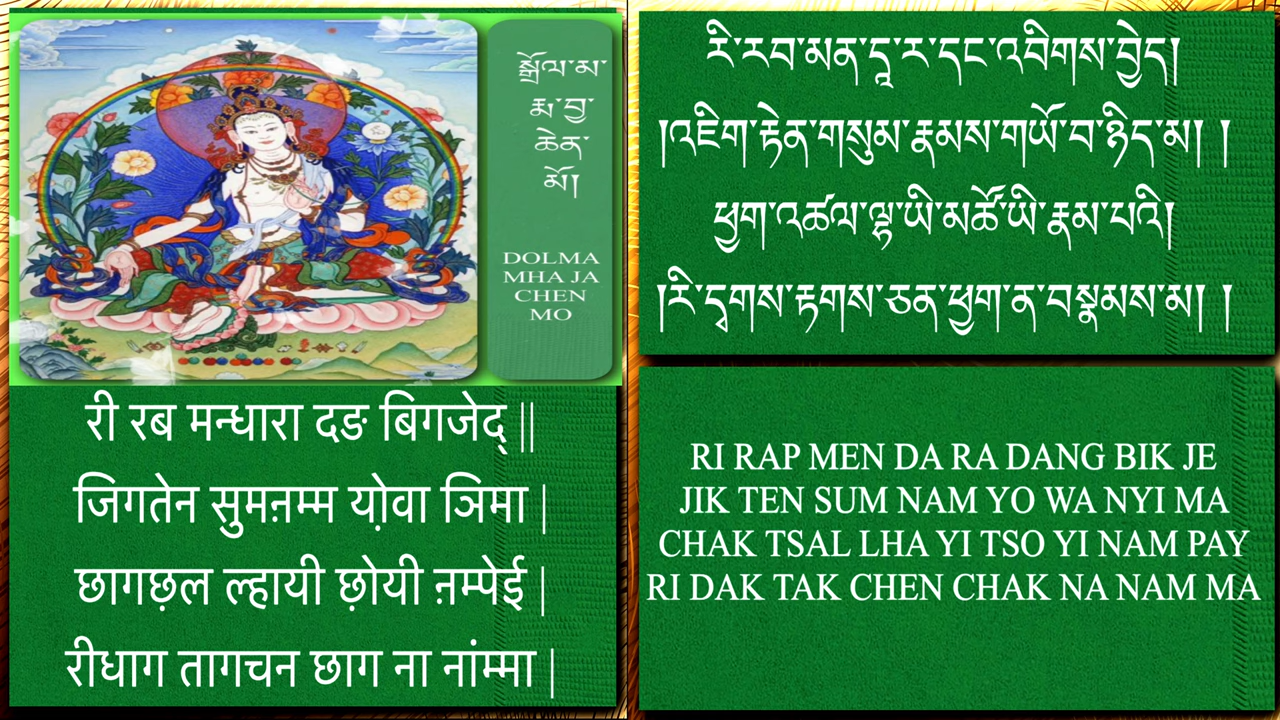 སྒྲོལ་མ་
རྨ་བྱ་
ཆེན་
མོ།
DOLMA
MHA JA
CHEN
MO
རི་རབ་མན་དཱ་ར་དང་འབིགས་བྱེད།
།འཇིག་རྟེན་གསུམ་རྣམས་གཡོ་བ་ཉིད་མ། །
ཕྱག་འཚལ་ལྷ་ཡི་མཚོ་ཡི་རྣམ་པའི།
།རི་དྭགས་རྟགས་ཅན་ཕྱག་ན་བསྣམས་མ། །
री रब मन्धारा दङ बिगजेद् ||
जिगतेन सुमऩम्म यो़वा ञिमा |
छागछ़ल ल्हायी छो़यी ऩम्पेई |
रीधाग तागचन छाग ना नांम्मा |
RI RAP MEN DA RA DANG BIK JE
JIK TEN SUM NAM YO WA NYI MA
CHAK TSAL LHA YI TSO YI NAM PAY
RI DAK TAK CHEN CHAK NA NAM MA